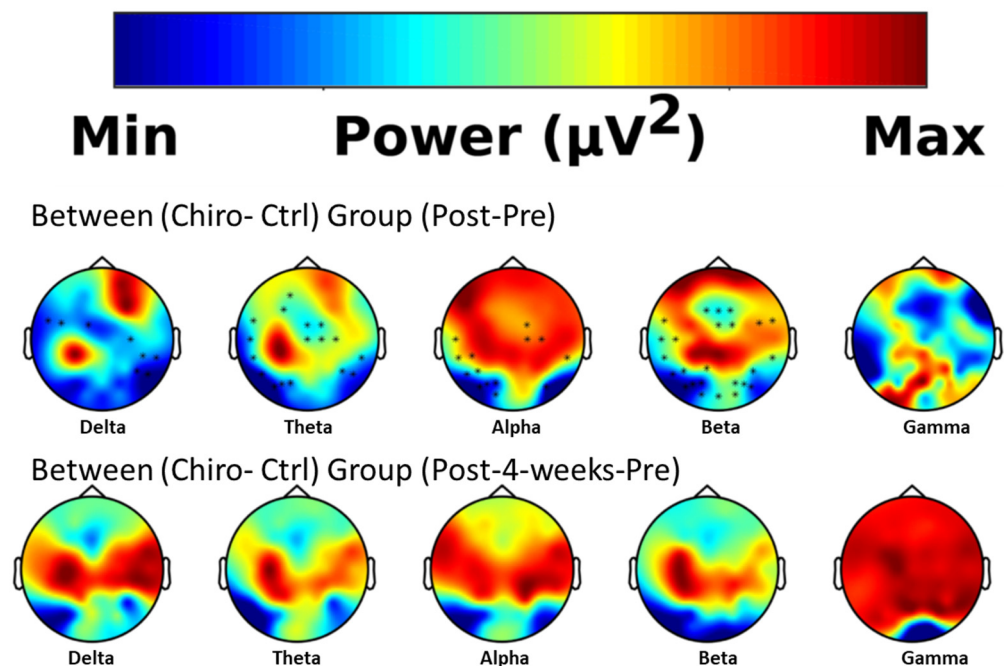 Min Power (μV²) Max
Between (Chiro- Ctrl) Group (Post-Pre)
Delta Theta Alpha Beta Gamma
Between (Chiro- Ctrl) Group (Post-4-weeks-Pre)
Delta Theta Alpha Beta Gamma